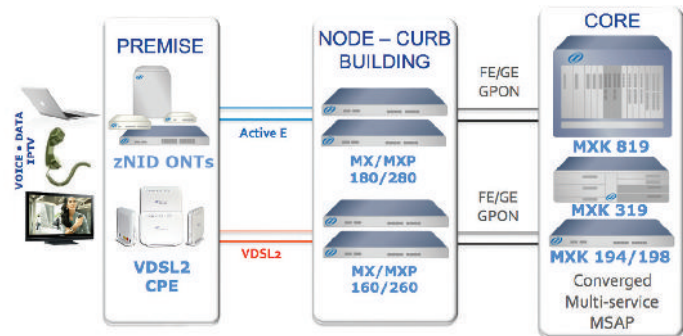 VOICE • DATA
IPTV
PREMISE
zNID ONTs
VDSL2
CPE
Active E
VDSL2
NODE – CURB
BUILDING
MX/MXP
180/280
MX/MXP
160/260
FE/GE
GPON
FE/GE
GPON
CORE
MXK 819
MXK 319
MXK 194/198
Converged
Multi-service
MSAP